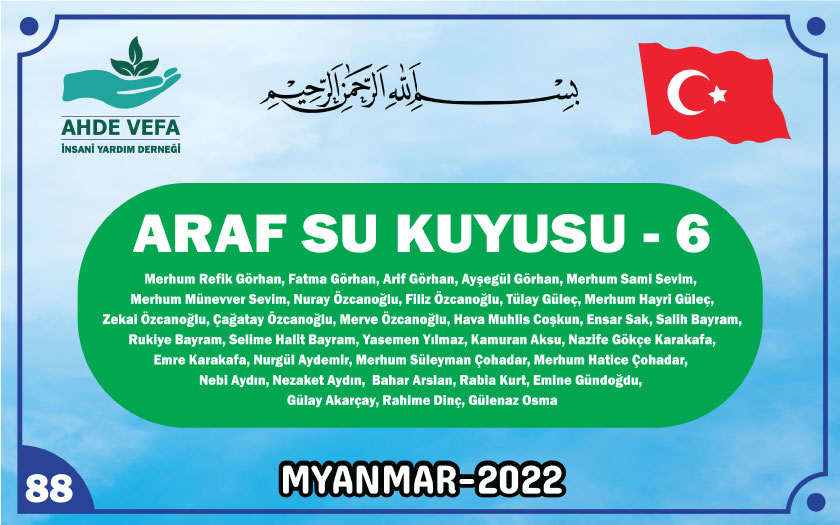 AHDE VEFA
İNSANİ YARDIM DERNEĞİ
بِسْمِ اللهِ الرَّحْمٰنِ الرَّحِيمِ
ARAF SU KUYUSU - 6
Merhum Refik Görhan, Fatma Görhan, Arif Görhan, Ayşegül Görhan, Merhum Sami Sevim,
Merhum Münevver Sevim, Nuray Özcanoğlu, Filiz Özcanoğlu, Tülay Güleç, Merhum Hayri Güleç,
Zekai Özcanoğlu, Çağatay Özcanoğlu, Merve Özcanoğlu, Hava Muhlis Coşkun, Ensar Sak, Salih Bayram,
Rukiye Bayram, Selime Halit Bayram, Yasemen Yılmaz, Kamuran Aksu, Nazife Gökçe Karakafa,
Emre Karakafa, Nurgül Aydemir, Merhum Süleyman Çohadar, Merhum Hatice Çohadar,
Nebi Aydın, Nezaket Aydın, Bahar Arslan, Rabia Kurt, Emine Gündoğdu,
Gülay Akarçay, Rahime Dinç, Gülenaz Osma
88
MYANMAR-2022